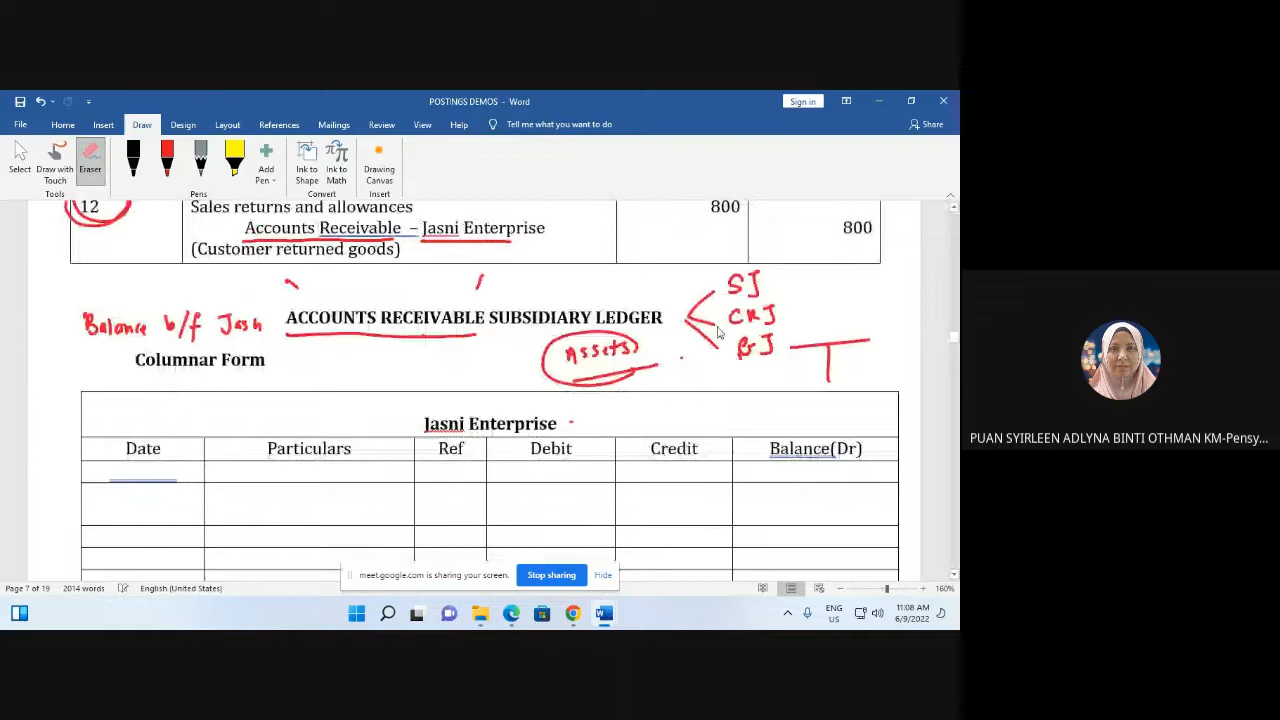 POSTINGS DEMOS - Word
Sign in
File Home Insert Draw Design Layout References Mailings Review View Help Tell me what you want to do Share
Select Draw with Touch Eraser Add Pen Ink to Shape Ink to Math Drawing Canvas
Tools Pens Convert Insert
12 Sales returns and allowances 800
Accounts Receivable – Jasni Enterprise 800
(Customer returned goods)
SJ
Balance b/f ACCOUNTS RECEIVABLE SUBSIDIARY LEDGER CRJ
Assets GJ
Columnar Form
Jasni Enterprise
Date Particulars Ref Debit Credit Balance(Dr)
meet.google.com is sharing your screen. Stop sharing Hide
Page 7 of 19 2014 words English (United States) 160%
ENG US 11:08 AM 6/9/2022
PUAN SYIRLEEN ADLYNA BINTI OTHMAN KM-Pensy...